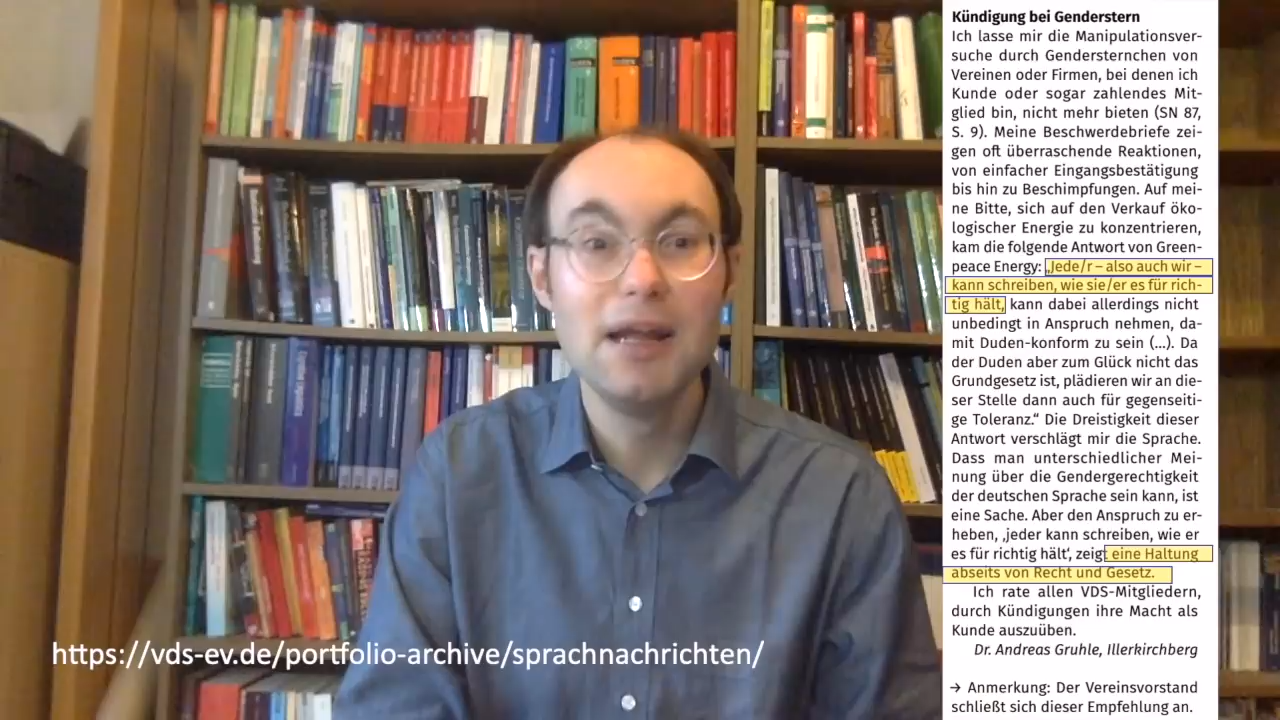 Kündigung bei Genderstern
Ich lasse mir die Manipulationsver-
suche durch Gendersternchen von
Vereinen oder Firmen, bei denen ich
Kunde oder sogar zahlendes Mit-
glied bin, nicht mehr bieten (SN 87,
S. 9). Meine Beschwerdebriefe zei-
gen oft überraschende Reaktionen,
von einfacher Eingangsbestätigung
bis hin zu Beschimpfungen. Auf mei-
ne Bitte, sich auf den Verkauf öko-
logischer Energie zu konzentrieren,
kam die folgende Antwort von Green-
peace Energy: „Jede/r – also auch wir –
kann schreiben, wie sie/er es für rich-
tig hält, kann dabei allerdings nicht
unbedingt in Anspruch nehmen, da-
mit Duden-konform zu sein (...). Da
der Duden aber zum Glück nicht das
Grundgesetz ist, plädieren wir an die-
ser Stelle dann auch für gegenseiti-
ge Toleranz.“ Die Dreistigkeit dieser
Antwort verschlägt mir die Sprache.
Dass man unterschiedlicher Mei-
nung über die Gendergerechtigkeit
der deutschen Sprache sein kann, ist
eine Sache. Aber den Anspruch zu er-
heben, ‚jeder kann schreiben, wie er
es für richtig hält‘, zeigt eine Haltung
abseits von Recht und Gesetz.
Ich rate allen VDS-Mitgliedern,
durch Kündigungen ihre Macht als
Kunde auszuüben.
Dr. Andreas Gruhle, Illerkirchberg
→ Anmerkung: Der Vereinsvorstand
schließt sich dieser Empfehlung an.
https://vds-ev.de/portfolio-archive/sprachnachrichten/